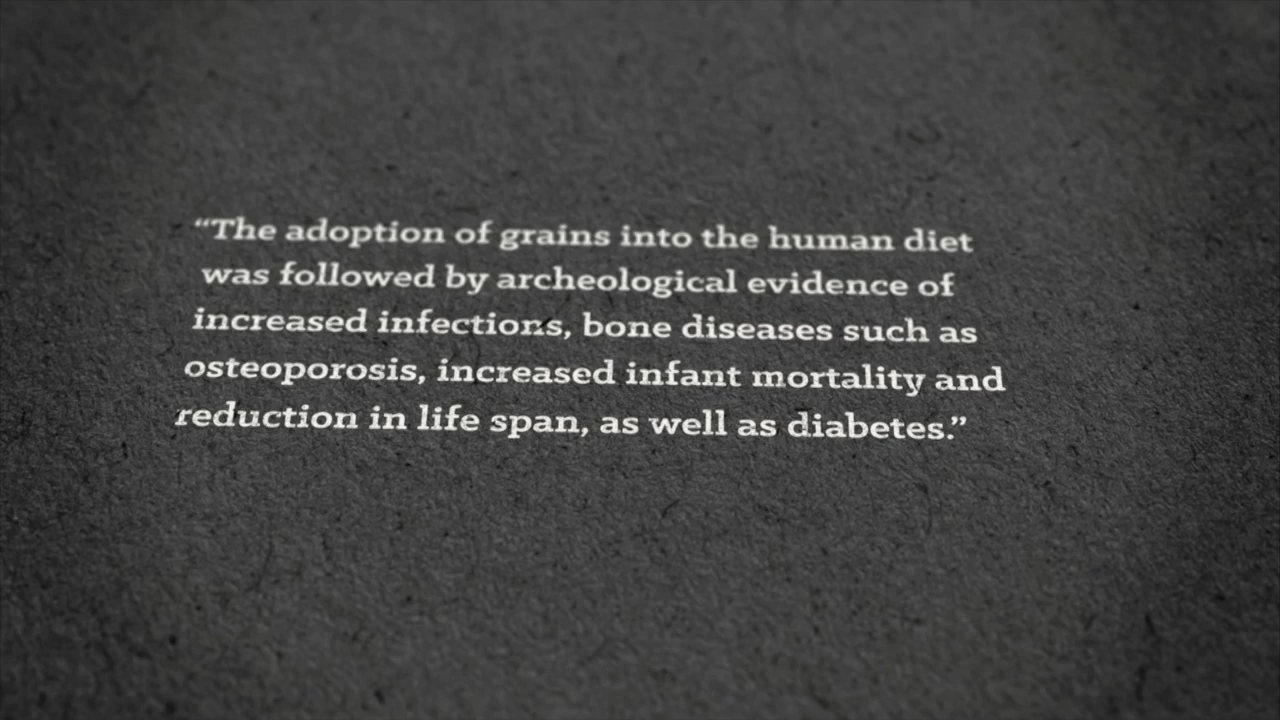 “The adoption of grains into the human diet
was followed by archeological evidence of
increased infections, bone diseases such as
osteoporosis, increased infant mortality and
reduction in life span, as well as diabetes.”